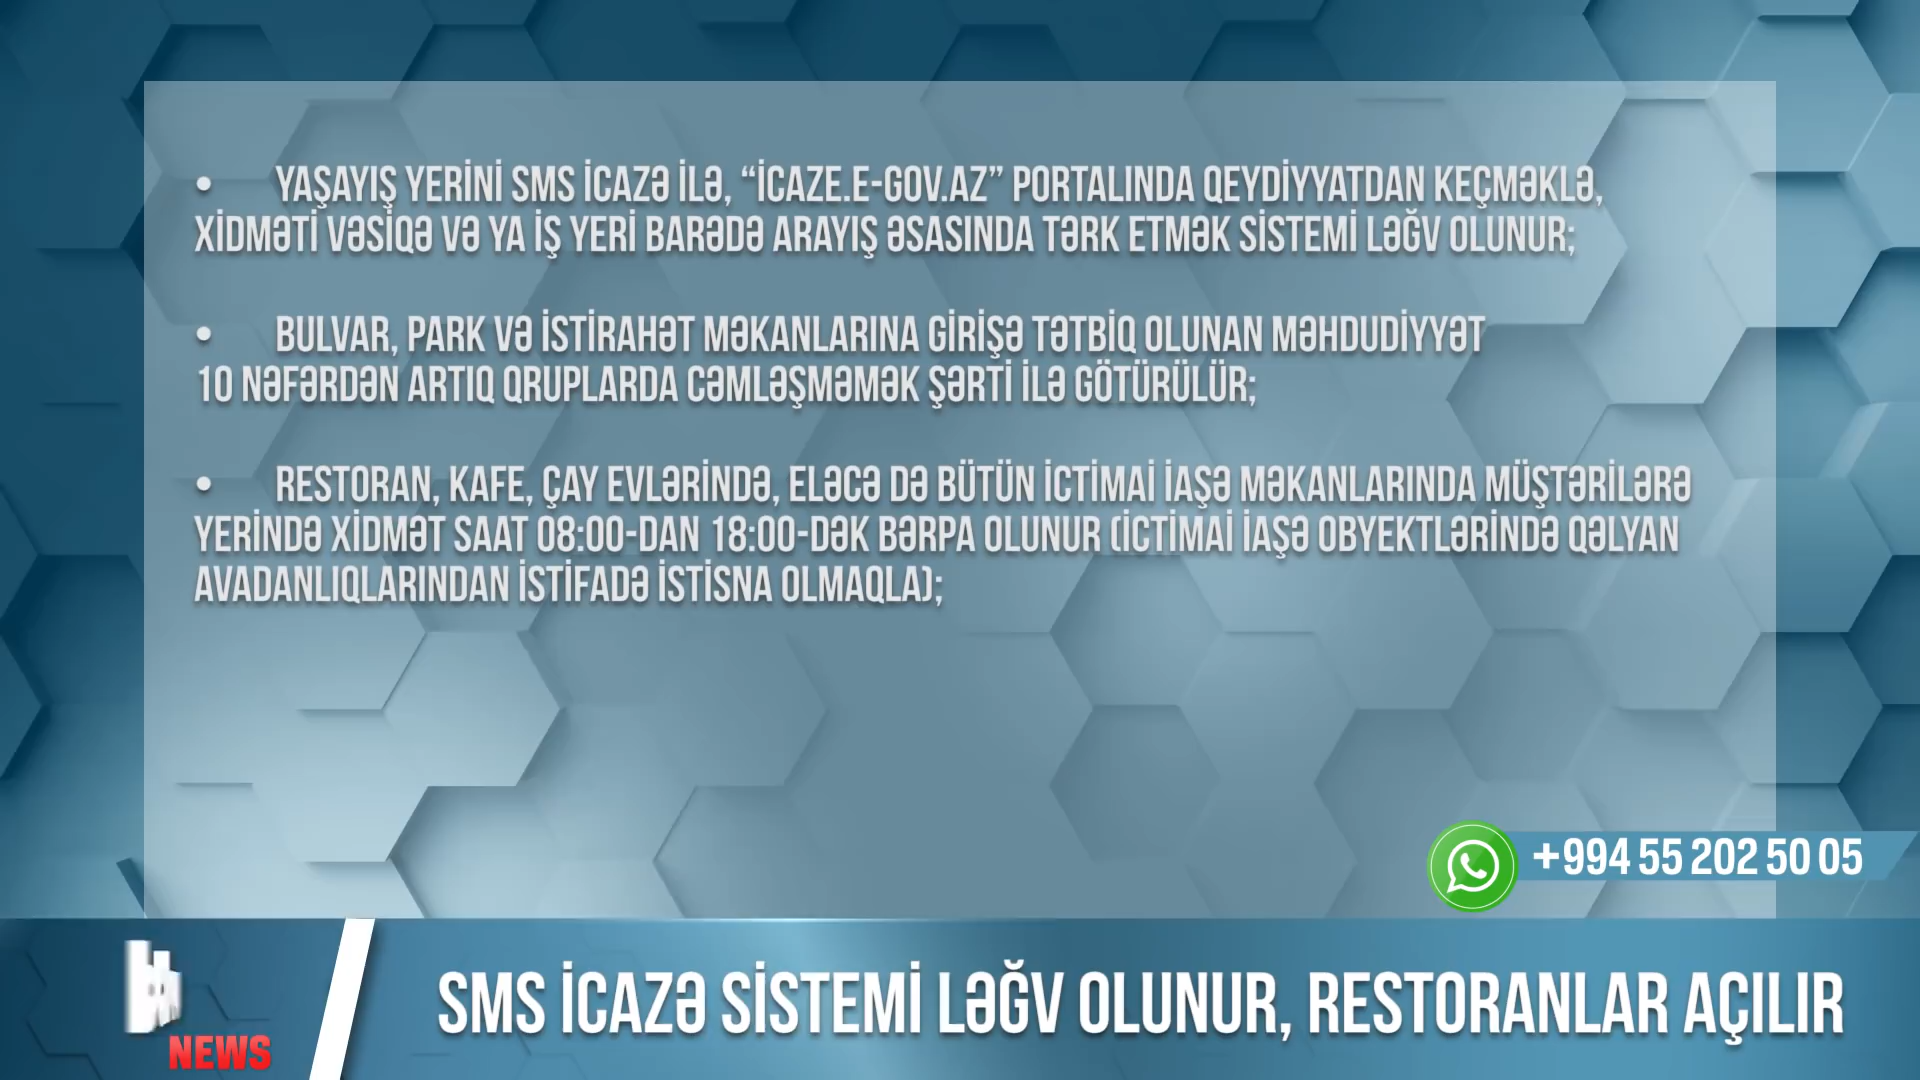 • YAŞAYIŞ YERİNİ SMS İCAZƏ İLƏ, “İCAZE.E-GOV.AZ” PORTALINDA QEYDİYYATDAN KEÇMƏKLƏ,
XİDMƏTİ VƏSİQƏ VƏ YA İŞ YERİ BARƏDƏ ARAYIŞ ƏSASINDA TƏRK ETMƏK SİSTEMİ LƏĞV OLUNUR;
• BULVAR, PARK VƏ İSTİRAHƏT MƏKANLARINA GİRİŞƏ TƏTBİQ OLUNAN MƏHDUDİYYƏT
10 NƏFƏRDƏN ARTIQ QRUPLARDA CƏMLƏŞMƏMƏK ŞƏRTİ İLƏ GÖTÜRÜLÜR;
• RESTORAN, KAFE, ÇAY EVLƏRİNDƏ, ELƏCƏ DƏ BÜTÜN İCTİMAİ İAŞƏ MƏKANLARINDA MÜŞTƏRİLƏRƏ
YERİNDƏ XİDMƏT SAAT 08:00-DAN 18:00-DƏK BƏRPA OLUNUR (İCTİMAİ İAŞƏ OBYEKTLƏRİNDƏ QƏLYAN
AVADANLIQLARINDAN İSTİFADƏ İSTİSNA OLMAQLA);
+994 55 202 50 05
NEWS
SMS İCAZƏ SİSTEMİ LƏĞV OLUNUR, RESTORANLAR AÇILIR